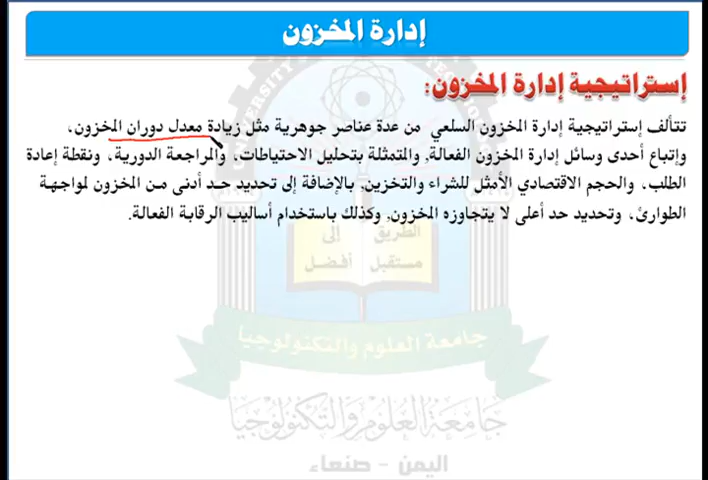 إدارة المخزون
إستراتيجية إدارة المخزون:
تتألف إستراتيجية إدارة المخزون السلعي من عدة عناصر جوهرية مثل زيادة معدل دوران المخزون،
وإتباع أحدى وسائل إدارة المخزون الفعالة, والمتمثلة بتحليل الاحتياطات، والمراجعة الدورية، ونقطة إعادة
الطلب، والحجم الاقتصادي الأمثل للشراء والتخزين, بالإضافة إلى تحديد حد أدنى من المخزون لمواجهة
الطوارئ، وتحديد حد أعلى لا يتجاوزه المخزون, وكذلك باستخدام أساليب الرقابة الفعالة.
الطريق إلى
مستقبل أفضل
جامعة العلوم والتكنولوجيا
جامعة العلوم والتكنولوجيا
اليمن - صنعاء